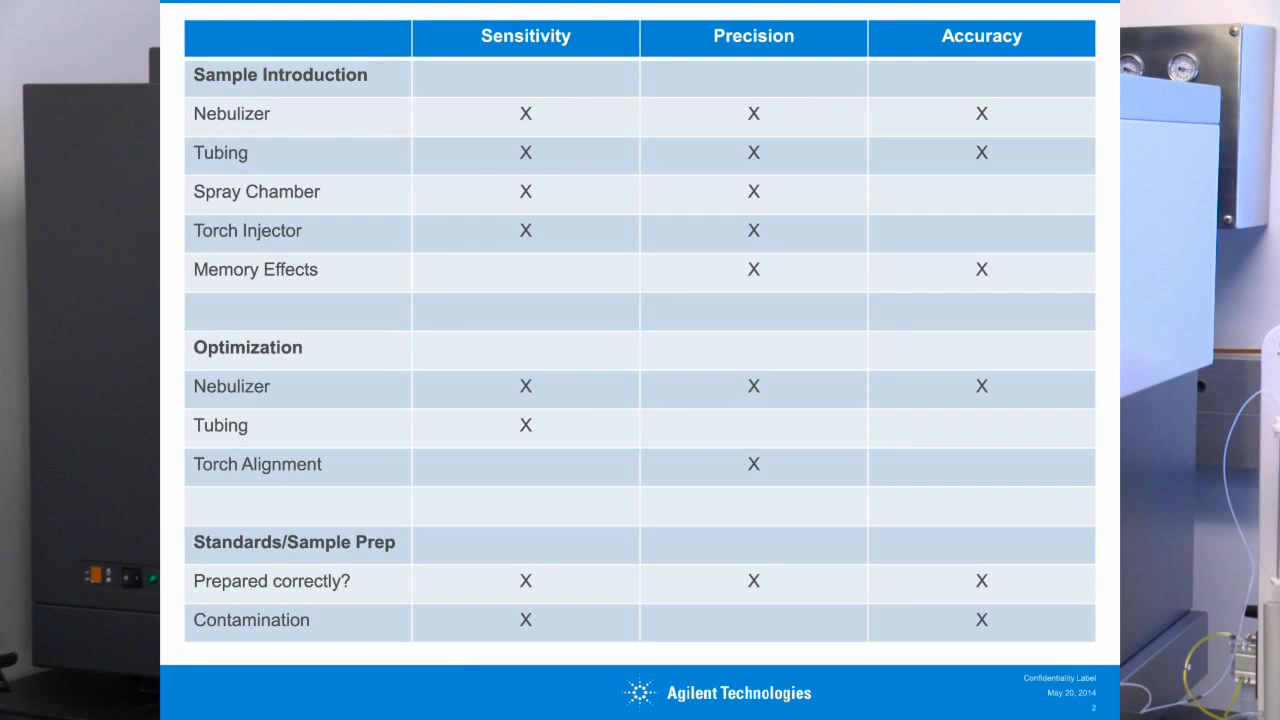 Sensitivity Precision Accuracy
Sample Introduction
Nebulizer X X X
Tubing X X X
Spray Chamber X X
Torch Injector X X
Memory Effects X X
Optimization
Nebulizer X X X
Tubing X
Torch Alignment X
Standards/Sample Prep
Prepared correctly? X X X
Contamination X X
Agilent Technologies
Confidentiality Label
May 20, 2014
2